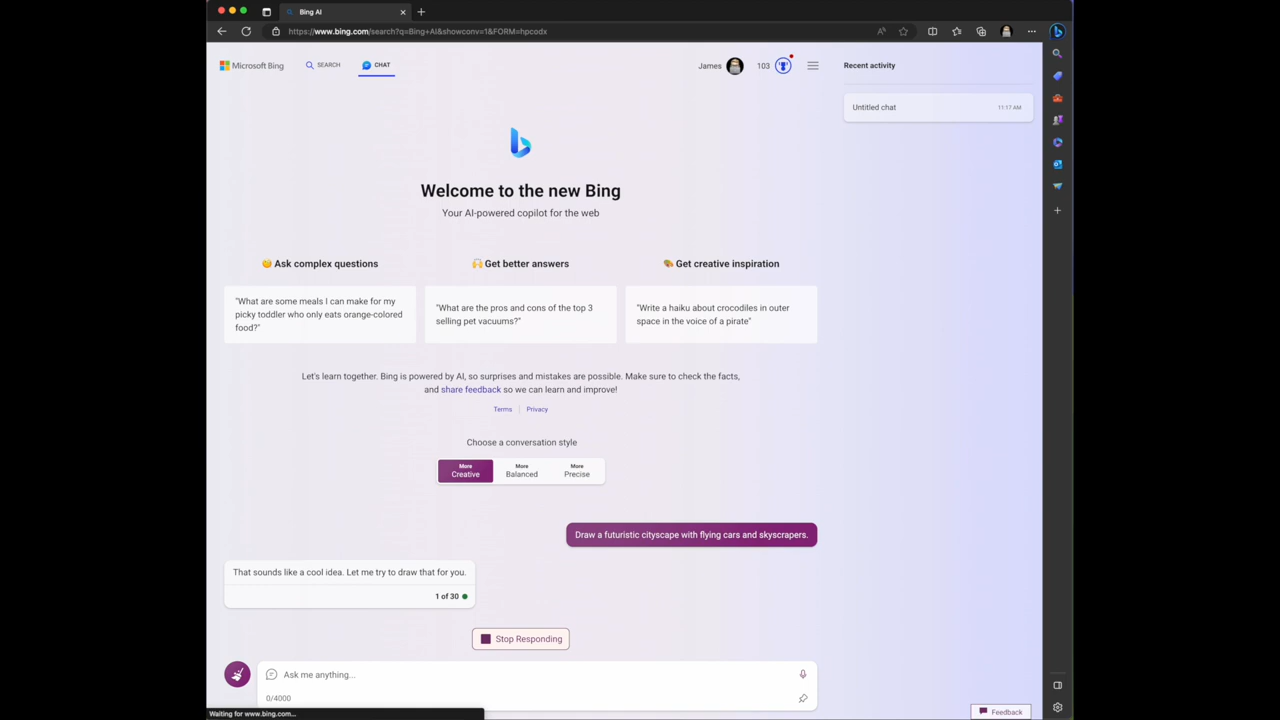 Bing AI
https://www.bing.com/search?q=Bing+AI&showconv=1&FORM=hpcodx
Microsoft Bing
SEARCH
CHAT
James
103
Recent activity
Untitled chat
11:17 AM
Welcome to the new Bing
Your AI-powered copilot for the web
Ask complex questions
Get better answers
Get creative inspiration
"What are some meals I can make for my
picky toddler who only eats orange-colored
food?"
"What are the pros and cons of the top 3
selling pet vacuums?"
"Write a haiku about crocodiles in outer
space in the voice of a pirate"
Let's learn together. Bing is powered by AI, so surprises and mistakes are possible. Make sure to check the facts,
and share feedback so we can learn and improve!
Terms
Privacy
Choose a conversation style
More
Creative
More
Balanced
More
Precise
Draw a futuristic cityscape with flying cars and skyscrapers.
That sounds like a cool idea. Let me try to draw that for you.
1 of 30
Stop Responding
Ask me anything...
0/4000
Waiting for www.bing.com...
Feedback